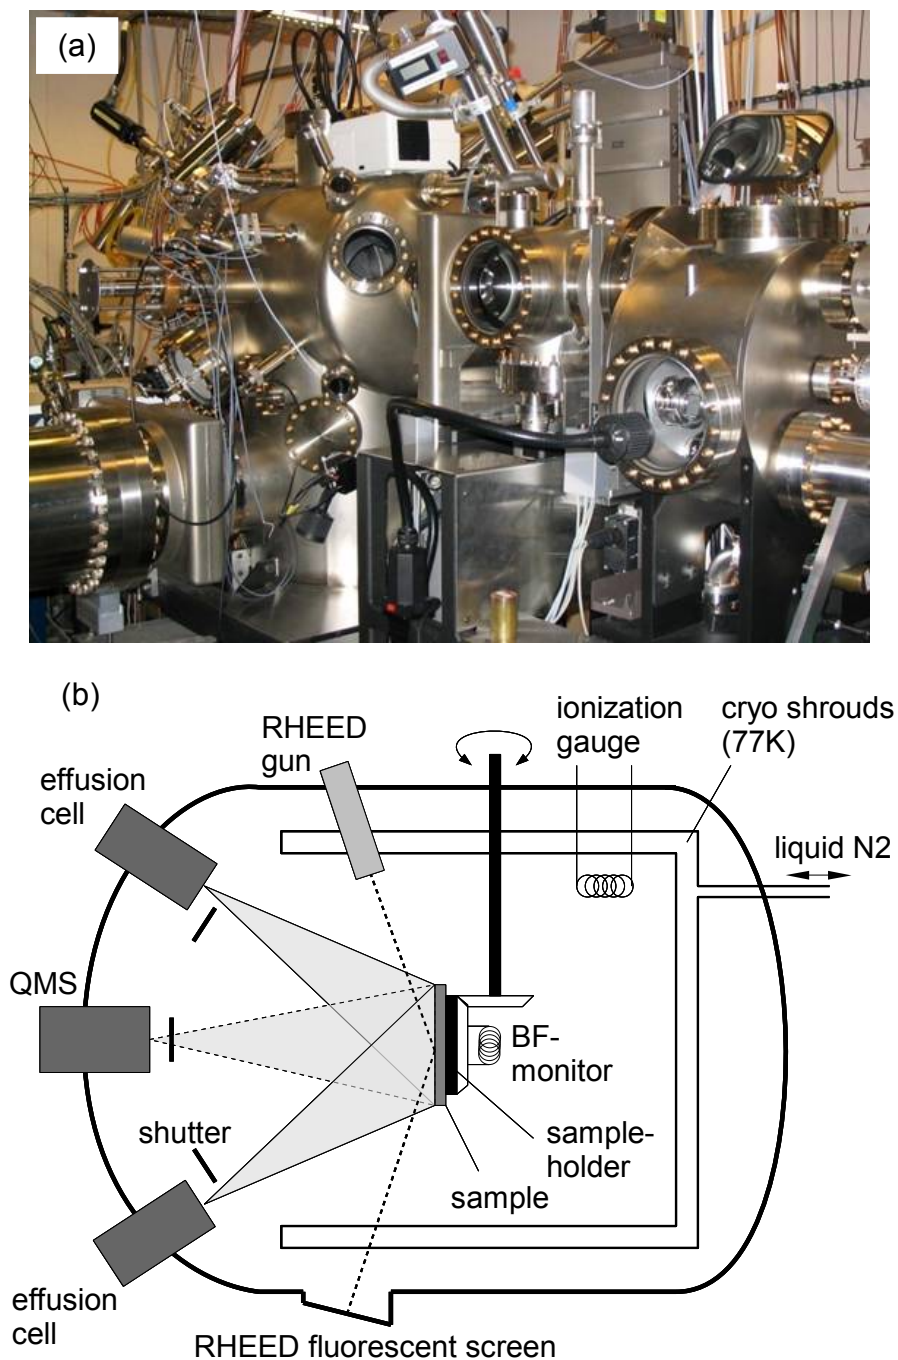 (a)
(b)
RHEED
gun
ionization
gauge
cryo shrouds
(77K)
effusion
cell
liquid N2
QMS
BF-
monitor
shutter
sample-
holder
sample
effusion
cell
RHEED fluorescent screen